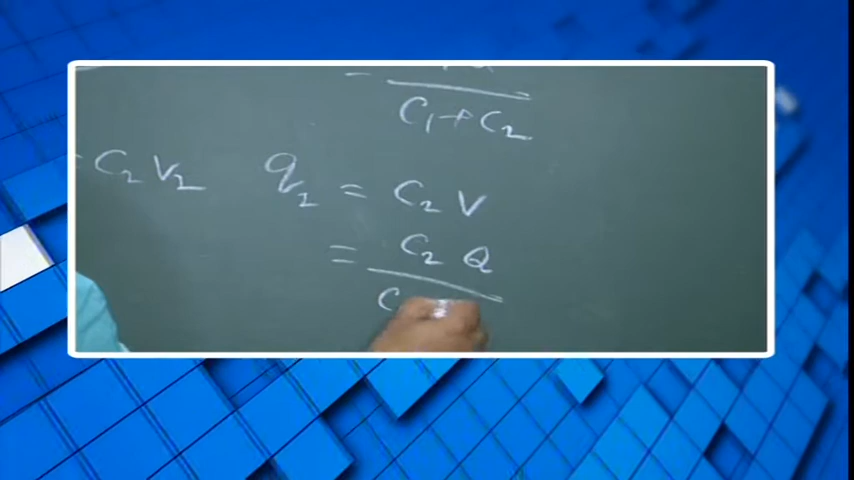 =
C₁ + C₂
= C₂ V₂
q₂ = C₂ V
= C₂ Q
C